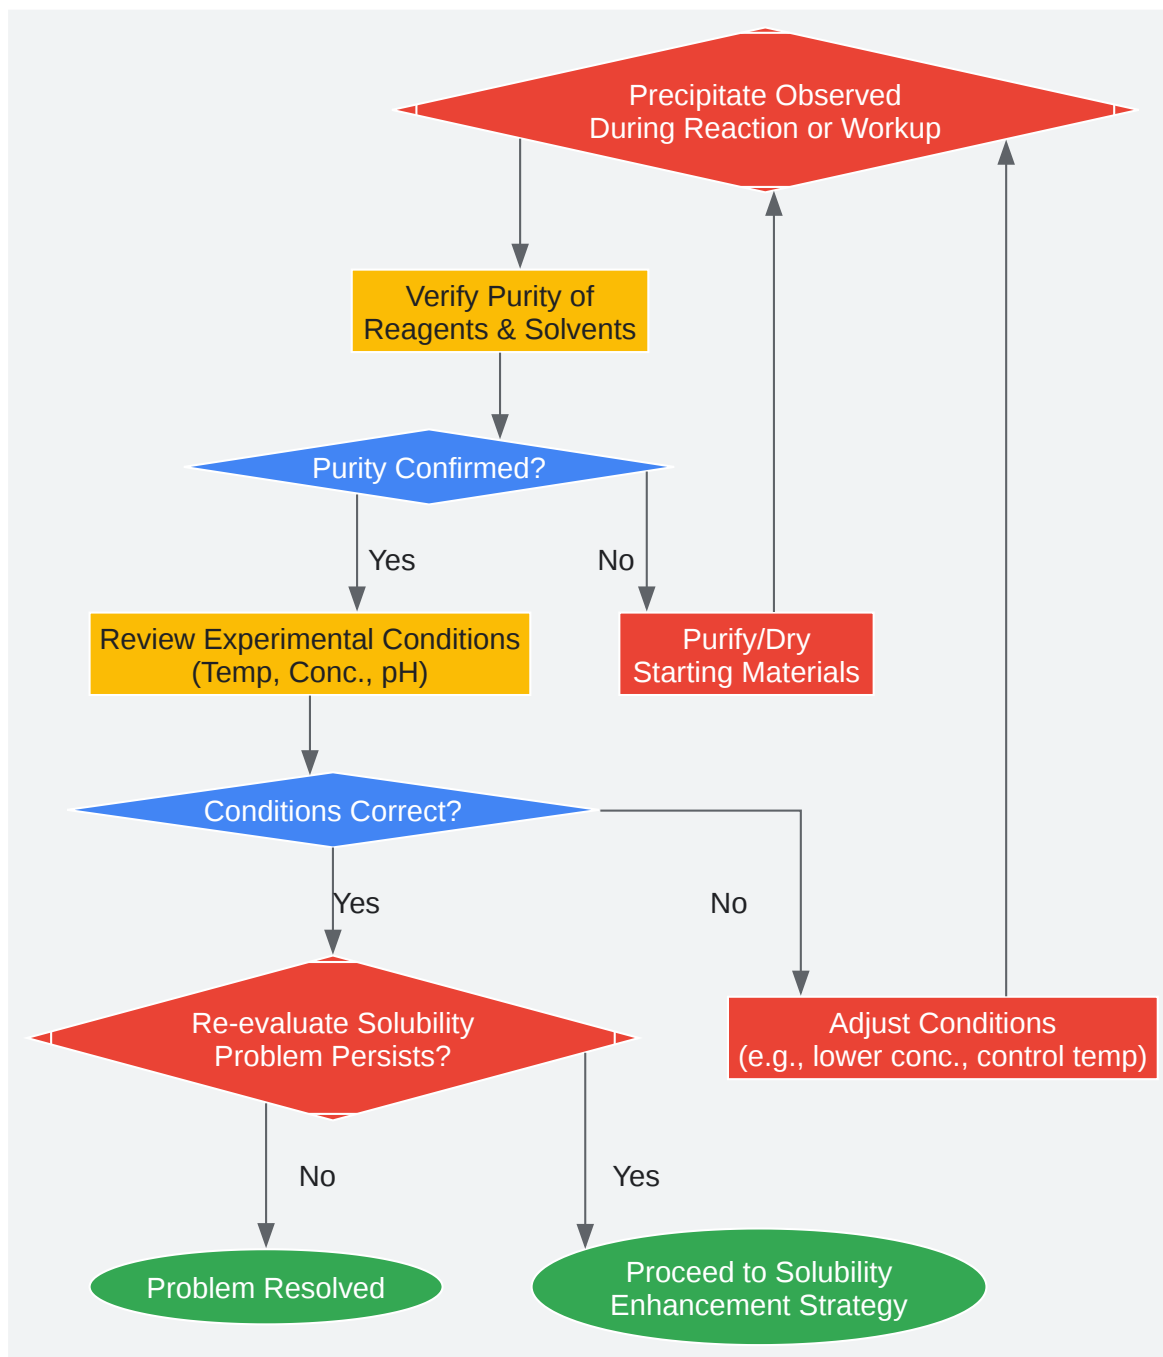 Precipitate Observed
During Reaction or Workup
Verify Purity of
Reagents & Solvents
Purity Confirmed?
Yes
No
Review Experimental Conditions
(Temp, Conc., pH)
Purify/Dry
Starting Materials
Conditions Correct?
Yes
No
Re-evaluate Solubility
Problem Persists?
Adjust Conditions
(e.g., lower conc., control temp)
No
Yes
Problem Resolved
Proceed to Solubility
Enhancement Strategy